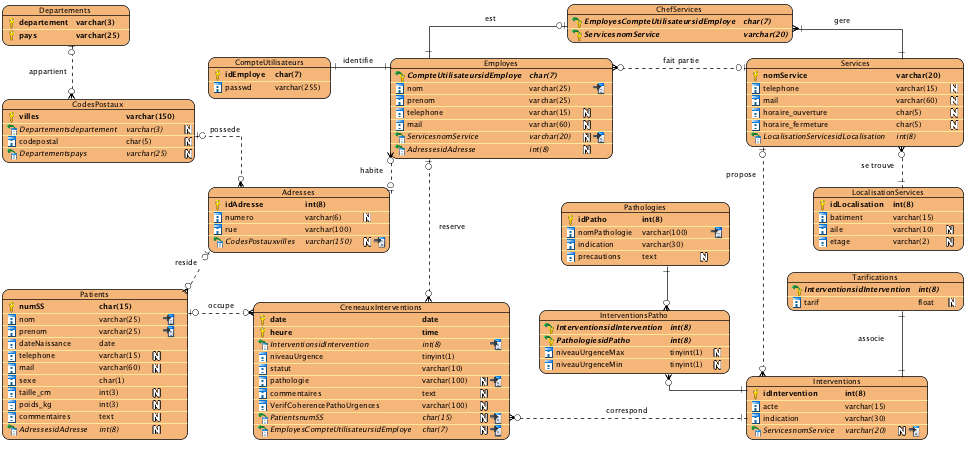 Departements
departement varchar(3)
pays varchar(25)
appartient
CodesPostaux
villes varchar(150)
Departementsdepartement varchar(3) N
codepostal char(5) N
Departementspays varchar(25) N
possede
CompteUtilisateurs
idEmploye char(7)
passwd varchar(255)
identifie
est
ChefServices
EmployesCompteUtilisateursidEmploye char(7)
ServicesnomService varchar(20)
gere
Employes
CompteUtilisateursidEmploye char(7)
nom varchar(25)
prenom varchar(25)
telephone varchar(15) N
mail varchar(60) N
ServicesnomService varchar(20) N
AdressesidAdresse int(8) N
fait partie
Services
nomService varchar(20)
telephone varchar(15) N
mail varchar(60) N
horaire_ouverture char(5) N
horaire_fermeture char(5) N
LocalisationServicesidLocalisation int(8)
habite
propose
se trouve
Adresses
idAdresse int(8)
numero varchar(6) N
rue varchar(100)
CodesPostauxvilles varchar(150) N
reserve
LocalisationServices
idLocalisation int(8)
batiment varchar(15)
aile varchar(10) N
etage varchar(2) N
Pathologies
idPatho int(8)
nomPathologie varchar(100)
indication varchar(30)
precautions text N
reside
Tarifications
InterventionsidIntervention int(8)
tarif float N
associe
Patients
numSS char(15)
nom varchar(25)
prenom varchar(25)
dateNaissance date
telephone varchar(15) N
mail varchar(60) N
sexe char(1)
taille_cm int(3) N
poids_kg int(3) N
commentaires text N
AdressesidAdresse int(8) N
occupe
CreneauxInterventions
date date
heure time
InterventionsidIntervention int(8)
niveauUrgence tinyint(1)
statut varchar(10)
pathologie varchar(100) N
commentaires text N
VerifCoherencePathoUrgences varchar(100) N
PatientsnumSS char(15) N
EmployesCompteUtilisateursidEmploye char(7) N
InterventionsPatho
InterventionsidIntervention int(8)
PathologiesidPatho int(8)
niveauUrgenceMax tinyint(1) N
niveauUrgenceMin tinyint(1) N
correspond
Interventions
idIntervention int(8)
acte varchar(15)
indication varchar(30)
ServicesnomService varchar(20) N